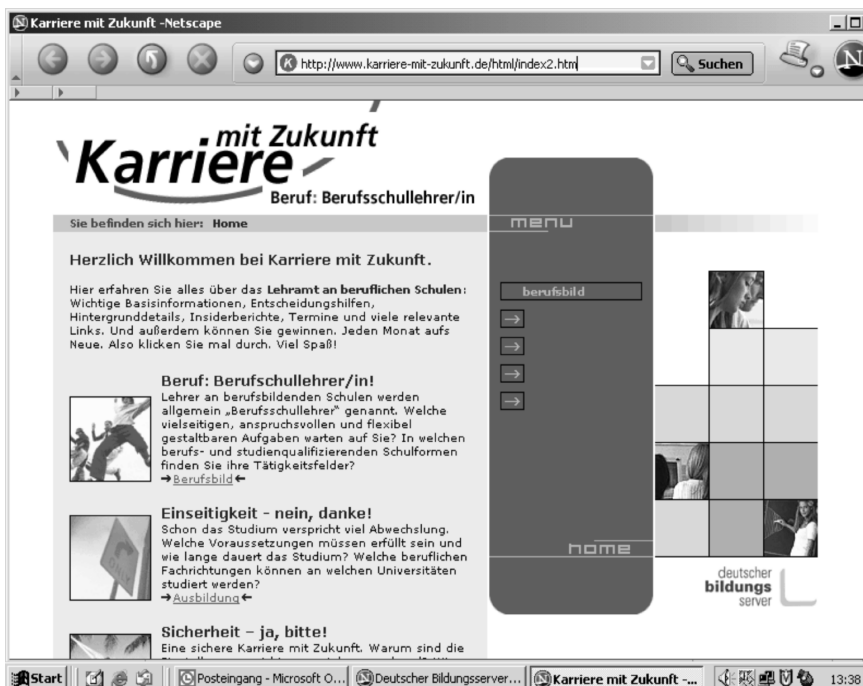 Karriere mit Zukunft -Netscape
http://www.karriere-mit-zukunft.de/html/index2.htm
Suchen
mit Zukunft
Karriere
Beruf: Berufsschullehrer/in
Sie befinden sich hier: Home
Herzlich Willkommen bei Karriere mit Zukunft.
Hier erfahren Sie alles über das Lehramt an beruflichen Schulen:
Wichtige Basisinformationen, Entscheidungshilfen,
Hintergrunddetails, Insiderberichte, Termine und viele relevante
Links. Und außerdem können Sie gewinnen. Jeden Monat aufs
Neue. Also klicken Sie mal durch. Viel Spaß!
Beruf: Berufschullehrer/in!
Lehrer an berufsbildenden Schulen werden
allgemein „Berufsschullehrer“ genannt. Welche
vielseitigen, anspruchsvollen und flexibel
gestaltbaren Aufgaben warten auf Sie? In welchen
berufs- und studienqualifizierenden Schulformen
finden Sie ihre Tätigkeitsfelder?
→Berufsbild←
Einseitigkeit - nein, danke!
Schon das Studium verspricht viel Abwechslung.
Welche Voraussetzungen müssen erfüllt sein und
wie lange dauert das Studium? Welche beruflichen
Fachrichtungen können an welchen Universitäten
studiert werden?
→Ausbildung←
Sicherheit – ja, bitte!
Eine sichere Karriere mit Zukunft. Warum sind die
menu
berufsbild
home
deutscher
bildungs
server
Start
Posteingang - Microsoft O...
Deutscher Bildungsserver...
Karriere mit Zukunft -...
13:38